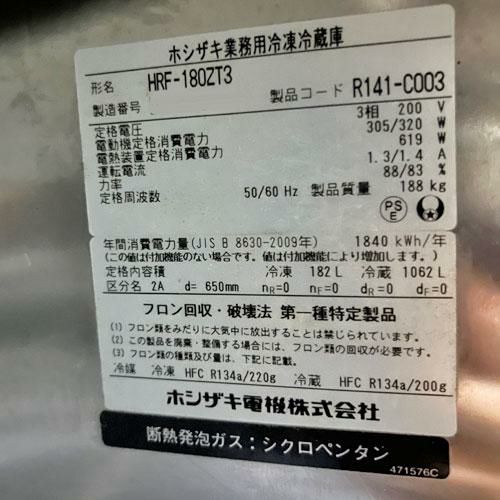 ホシザキ業務用冷凍冷蔵庫
形名 HRF-180ZT3
製造番号 製品コード R141-C003
定格電圧 3相 200 V
電動機定格消費電力 305/320 W
電熱装置定格消費電力 619 W
運転電流 1.3/1.4 A
力率 88/83 %
定格周波数 50/60 Hz 製品質量 188 kg
PS
E
年間消費電力量(JIS B 8630-2009年) 1840 kWh/年
(この値は付加機能のない場合です。値は付加機能により増加します。)
定格内容積 冷凍 182 L 冷蔵 1062 L
区分名 2A d= 650mm nR=0 nF=0 dR=0 dF=0
フロン回収・破壊法 第一種特定製品
(1) フロン類をみだりに大気中に放出することは禁じられています。
(2) この製品を廃棄・整備する場合には、フロン類の回収が必要です。
(3) フロン類の種類及び量は、下記に記載。
冷媒 冷凍 HFC R134a/220g 冷蔵 HFC R134a/200g
ホシザキ電機株式会社
断熱発泡ガス:シクロペンタン
471576C